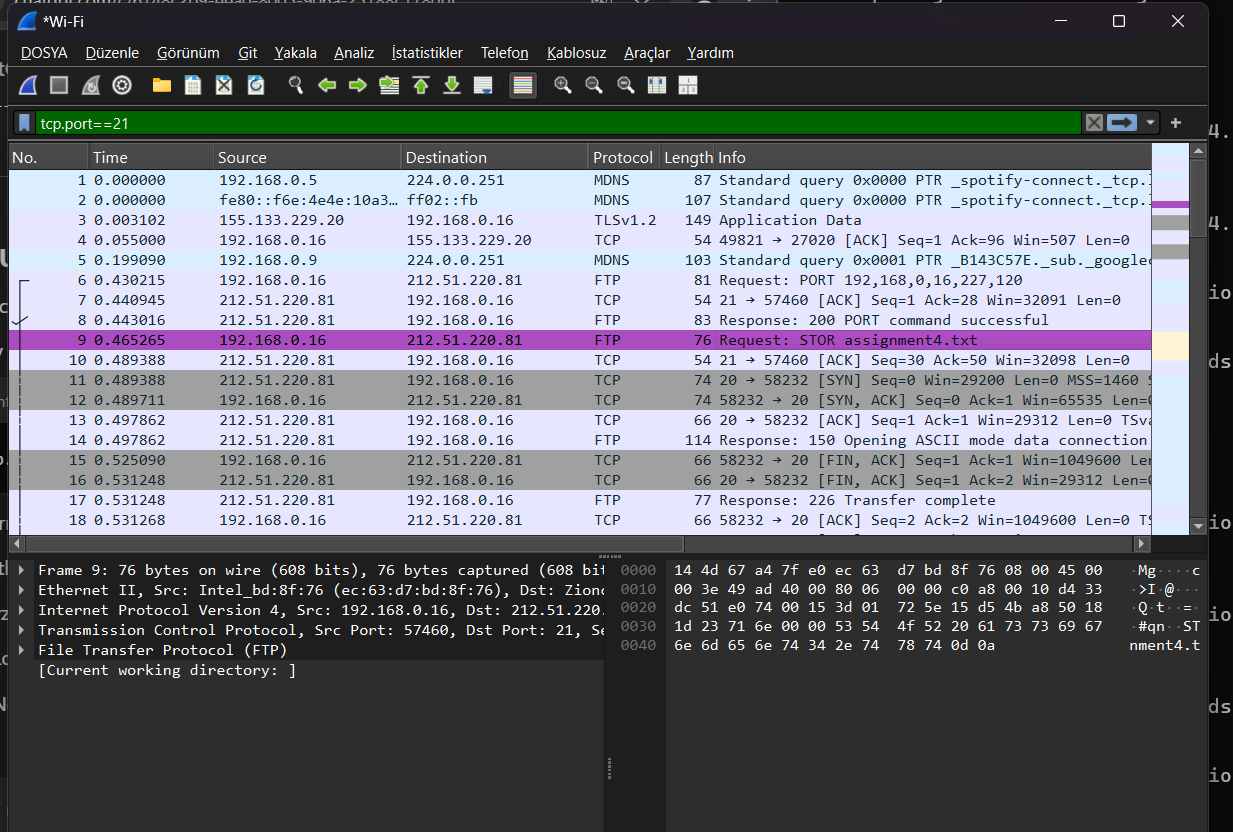 *Wi-Fi
DOSYA Düzenle Görünüm Git Yakala Analiz İstatistikler Telefon Kablosuz Araçlar Yardım
tcp.port==21
No. Time Source Destination Protocol Length Info
1 0.000000 192.168.0.5 224.0.0.251 MDNS 87 Standard query 0x0000 PTR _spotify-connect._tcp.
2 0.000000 fe80::f6e:4e4e:10a3… ff02::fb MDNS 107 Standard query 0x0000 PTR _spotify-connect._tcp.
3 0.003102 155.133.229.20 192.168.0.16 TLSv1.2 149 Application Data
4 0.055000 192.168.0.16 155.133.229.20 TCP 54 49821 → 27020 [ACK] Seq=1 Ack=96 Win=507 Len=0
5 0.199090 192.168.0.9 224.0.0.251 MDNS 103 Standard query 0x0001 PTR _B143C57E._sub._google
6 0.430215 192.168.0.16 212.51.220.81 FTP 81 Request: PORT 192,168,0,16,227,120
7 0.440945 212.51.220.81 192.168.0.16 FTP 54 21 → 57460 [ACK] Seq=1 Ack=28 Win=32091 Len=0
8 0.443016 212.51.220.81 192.168.0.16 FTP 83 Response: 200 PORT command successful
9 0.465265 192.168.0.16 212.51.220.81 FTP 76 Request: STOR assignment4.txt
10 0.489388 212.51.220.81 192.168.0.16 TCP 54 21 → 57460 [ACK] Seq=30 Ack=50 Win=32098 Len=0
11 0.489388 212.51.220.81 192.168.0.16 TCP 74 20 → 58232 [SYN] Seq=0 Win=29200 Len=0 MSS=1460
12 0.489711 192.168.0.16 212.51.220.81 TCP 74 58232 → 20 [SYN, ACK] Seq=0 Ack=1 Win=65535 Len=
13 0.497862 212.51.220.81 192.168.0.16 TCP 66 20 → 58232 [ACK] Seq=1 Ack=1 Win=29312 Len=0 TSva
14 0.497862 212.51.220.81 192.168.0.16 FTP 114 Response: 150 Opening ASCII mode data connection
15 0.525090 192.168.0.16 212.51.220.81 TCP 66 58232 → 20 [FIN, ACK] Seq=1 Ack=1 Win=1049600 Le
16 0.531248 212.51.220.81 192.168.0.16 TCP 66 20 → 58232 [FIN, ACK] Seq=1 Ack=2 Win=29312 Len=
17 0.531248 212.51.220.81 192.168.0.16 FTP 77 Response: 226 Transfer complete
18 0.531268 192.168.0.16 212.51.220.81 TCP 66 58232 → 20 [ACK] Seq=2 Ack=2 Win=1049600 Len=0
Frame 9: 76 bytes on wire (608 bits), 76 bytes captured (608 bit
Ethernet II, Src: Intel_bd:8f:76 (ec:63:d7:bd:8f:76), Dst: Zion
Internet Protocol Version 4, Src: 192.168.0.16, Dst: 212.51.220.
Transmission Control Protocol, Src Port: 57460, Dst Port: 21, Se
File Transfer Protocol (FTP)
[Current working directory: ]
0000 14 4d 67 a4 7f e0 ec 63 d7 bd 8f 76 08 00 45 00 ·Mg····c
0010 00 3e 49 ad 40 00 80 06 00 00 c0 a8 00 10 d4 33 ·>I·@···
0020 dc 51 e0 74 00 15 3d 01 72 5e 15 d5 4b a8 50 18 ·Q·t··=·
0030 1d 23 71 6e 00 00 53 54 4f 52 20 61 73 73 69 67 ·#qn··ST
0040 6e 6d 65 6e 74 34 2e 74 78 74 0d 0a nment4.t